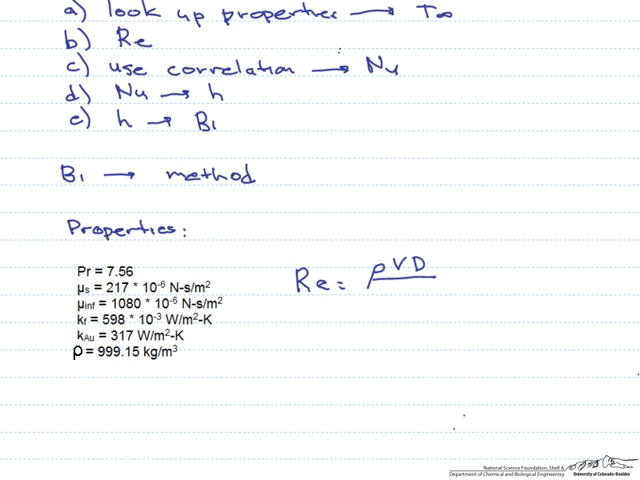 a) look up properties → T∞
b) Re
c) use correlation → Nu
d) Nu → h
e) h → Bi
Bi → method
Properties:
Pr = 7.56
μs = 217 * 10⁻⁶ N-s/m²
μinf = 1080 * 10⁻⁶ N-s/m²
kf = 598 * 10⁻³ W/m²-K
kAu = 317 W/m²-K
ρ = 999.15 kg/m³
Re = ρVD
National Science Foundation, Shell &
Department of Chemical and Biological Engineering
University of Colorado Boulder